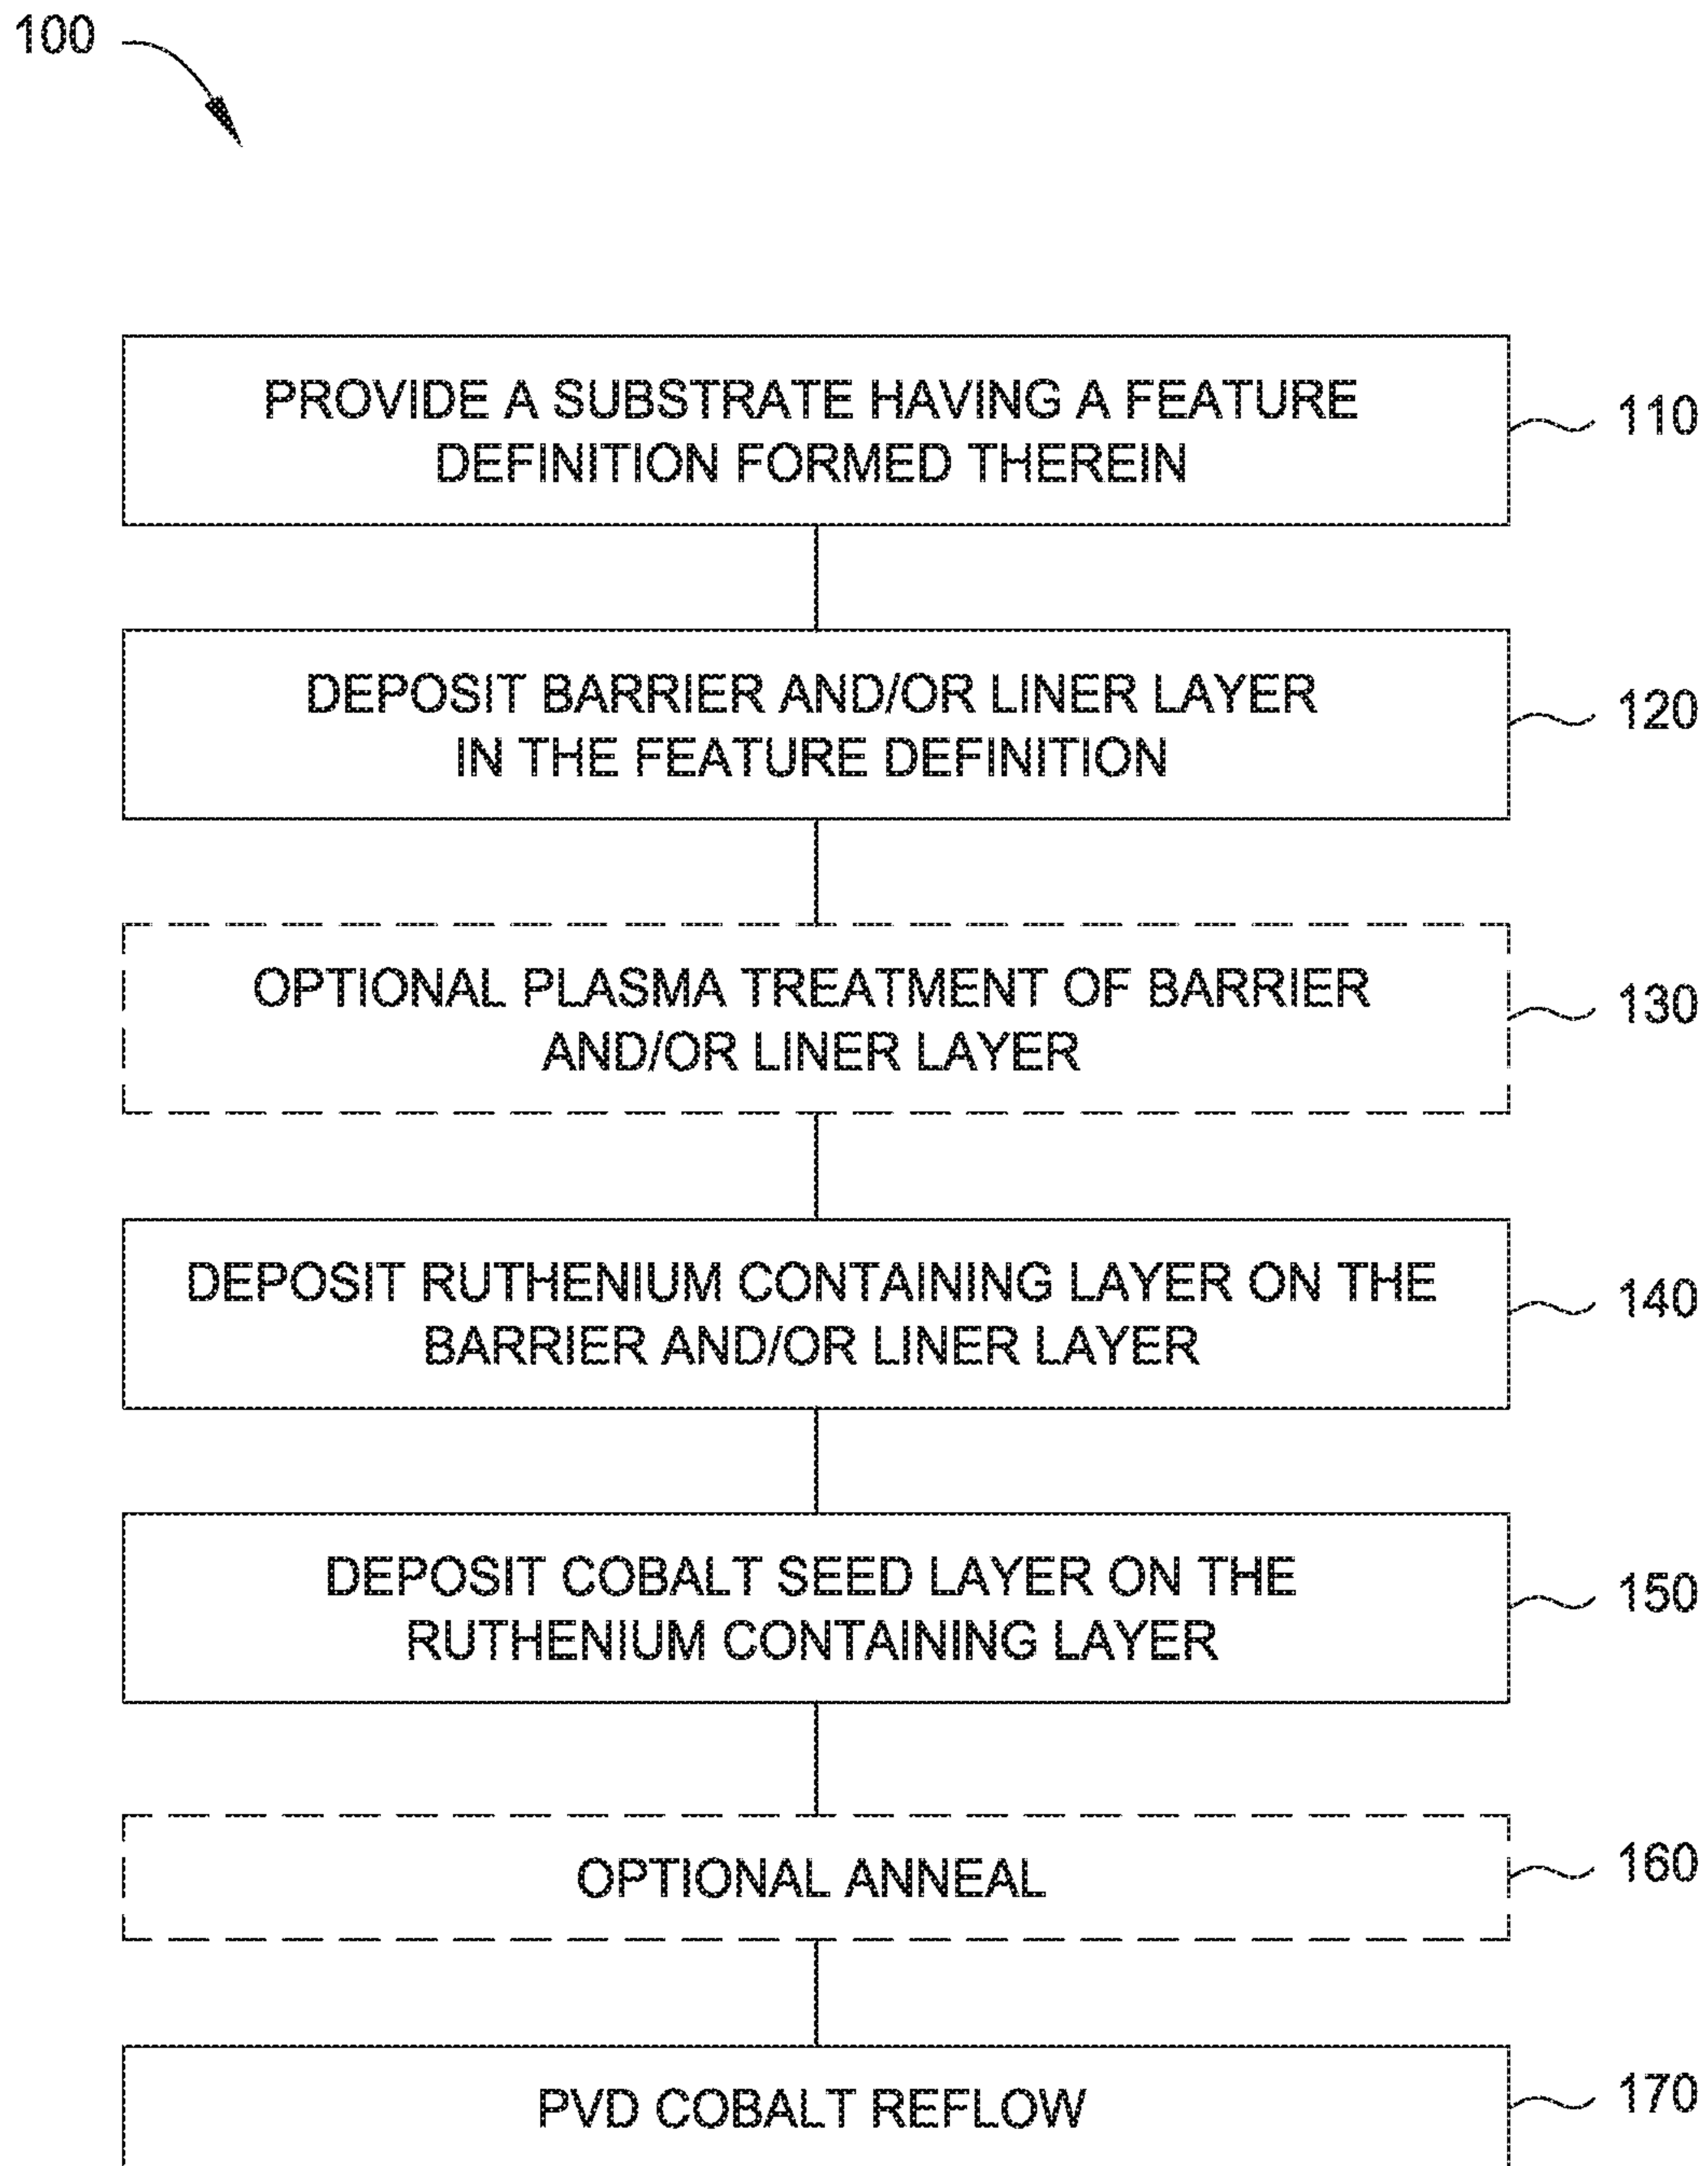 100
PROVIDE A SUBSTRATE HAVING A FEATURE
DEFINITION FORMED THEREIN
110
DEPOSIT BARRIER AND/OR LINER LAYER
IN THE FEATURE DEFINITION
120
OPTIONAL PLASMA TREATMENT OF BARRIER
AND/OR LINER LAYER
130
DEPOSIT RUTHENIUM CONTAINING LAYER ON THE
BARRIER AND/OR LINER LAYER
140
DEPOSIT COBALT SEED LAYER ON THE
RUTHENIUM CONTAINING LAYER
150
OPTIONAL ANNEAL
160
PVD COBALT REFLOW
170